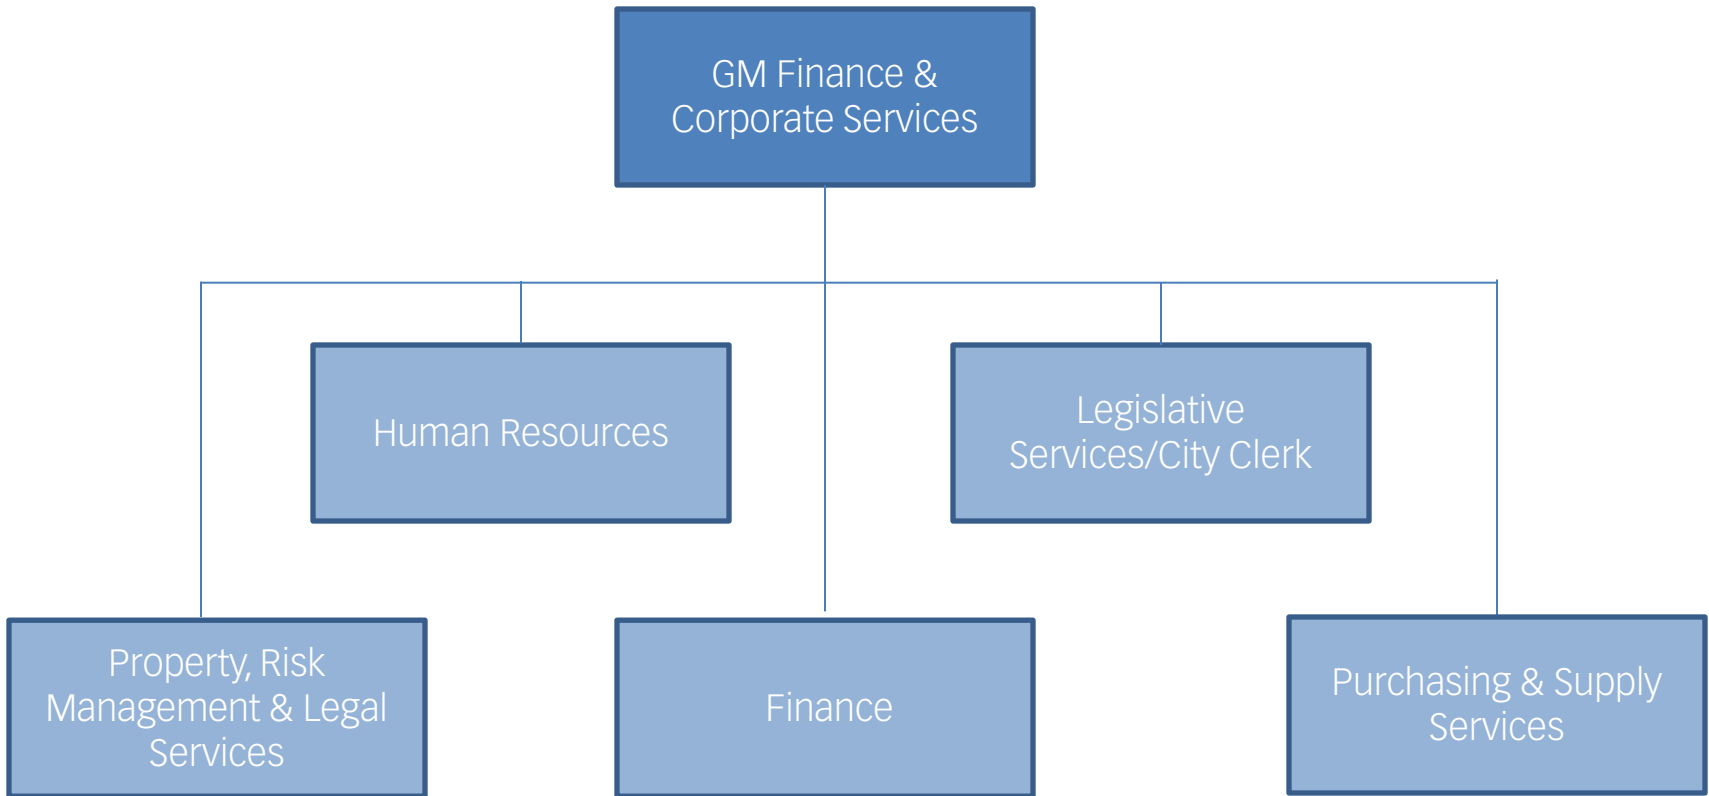 GM Finance &
Corporate Services
Human Resources
Legislative
Services/City Clerk
Property, Risk
Management & Legal
Services
Finance
Purchasing & Supply
Services